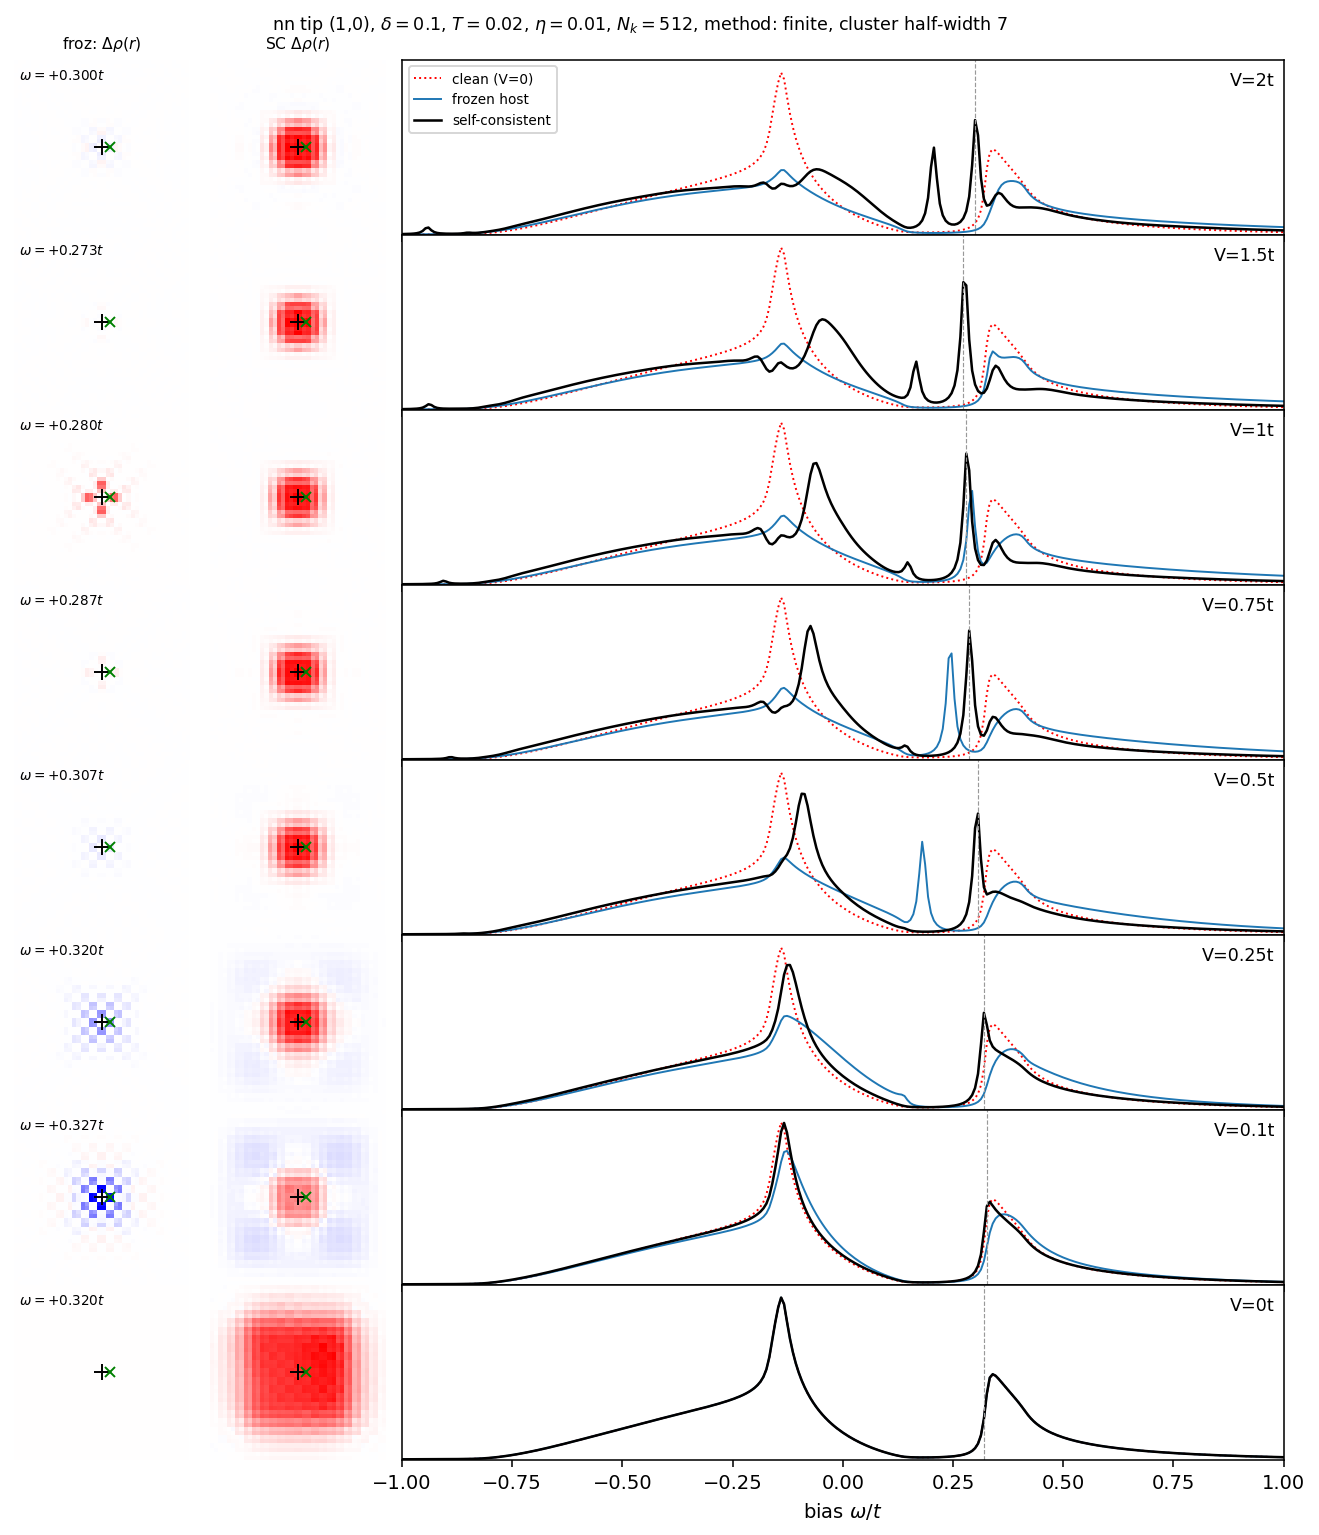 nn tip (1,0), δ = 0.1, T = 0.02, η = 0.01, N_k = 512, method: finite, cluster half-width 7
froz: Δρ(r)
SC Δρ(r)
ω = +0.300t
clean (V=0)
frozen host
self-consistent
V=2t
ω = +0.273t
V=1.5t
ω = +0.280t
V=1t
ω = +0.287t
V=0.75t
ω = +0.307t
V=0.5t
ω = +0.320t
V=0.25t
ω = +0.327t
V=0.1t
ω = +0.320t
V=0t
−1.00 −0.75 −0.50 −0.25 0.00 0.25 0.50 0.75 1.00
bias ω/t